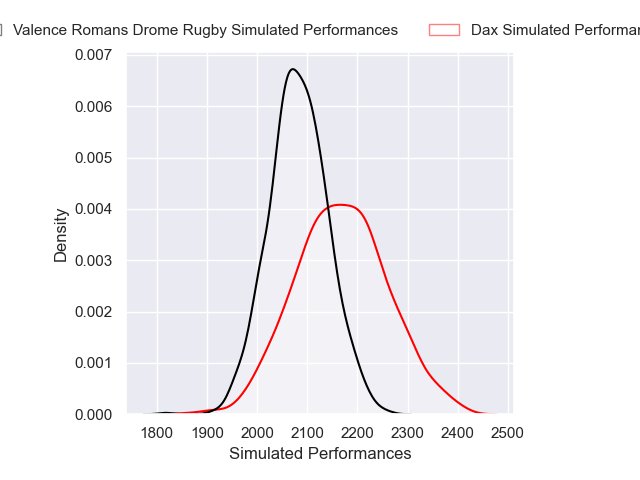 Valence Romans Drome Rugby Simulated Performances
Dax Simulated
0.007
0.006
0.005
0.004
0.003
0.002
0.001
0.000
Density
1800 1900 2000 2100 2200 2300 2400 2500
Simulated Performances